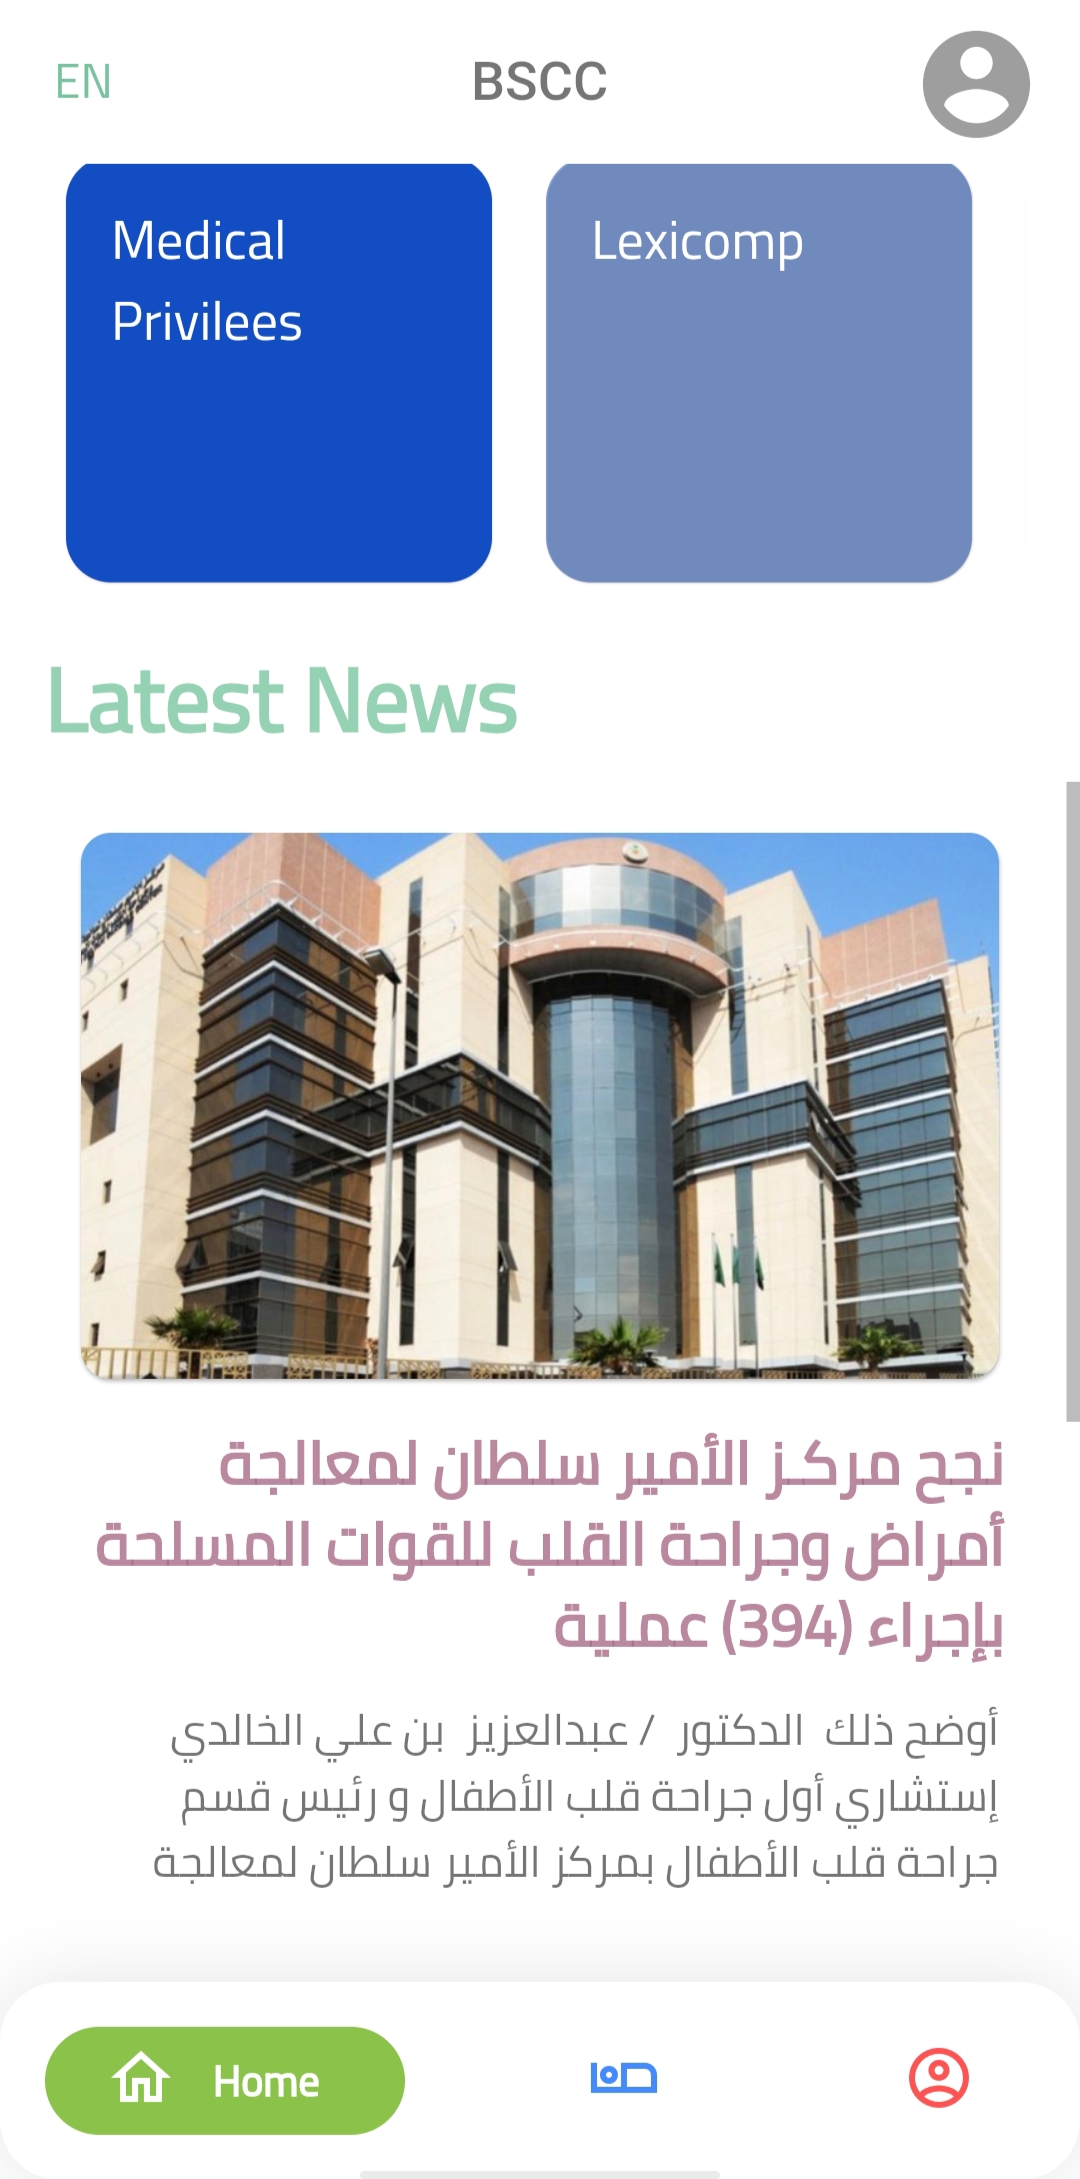 EN
BSCC
Medical
Privilees
Lexicomp
Latest News
نجح مركـز الأمير سلطان لمعالجة
أمراض وجراحة القلب للقوات المسلحة
بإجراء (394) عملية
أوضح ذلك الدكتور / عبدالعزيز بن علي الخالدي
إستشاري أول جراحة قلب الأطفال و رئيس قسم
جراحة قلب الأطفال بمركز الأمير سلطان لمعالجة
Home